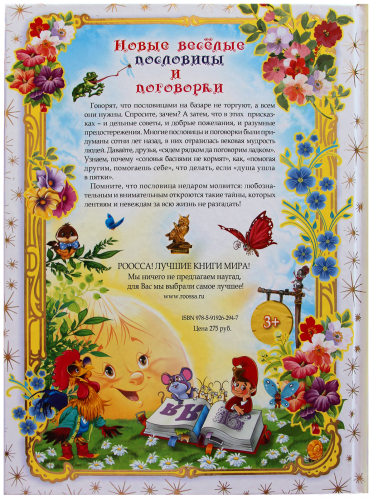 Новые весёлые
пословицы
и
поговорки
Говорят, что пословицами на базаре не торгуют, а всем
они нужны. Спросите, зачем? А затем, что в этих присказ-
ках – и дельные советы, и добрые пожелания, и разумные
предостережения. Многие пословицы и поговорки были при-
думаны сотни лет назад, в них отразилась вековая мудрость
людей. Давайте, друзья, «сядем рядком да поговорим ладком».
Узнаем, почему «соловья баснями не кормят», как, «помогая
другим, помогаешь себе», что делать, если «душа ушла
в пятки».
Помните, что пословица недаром молвится: любозна-
тельным и внимательным откроются такие тайны, которых
лентяям и невеждам за всю жизнь не разгадать!
РООССА! ЛУЧШИЕ КНИГИ МИРА!
Мы ничего не предлагаем наугад,
для Вас мы выбрали самое лучшее!
www.roossa.ru
ISBN 978-5-91926-294-7
Цена 275 руб.
3+